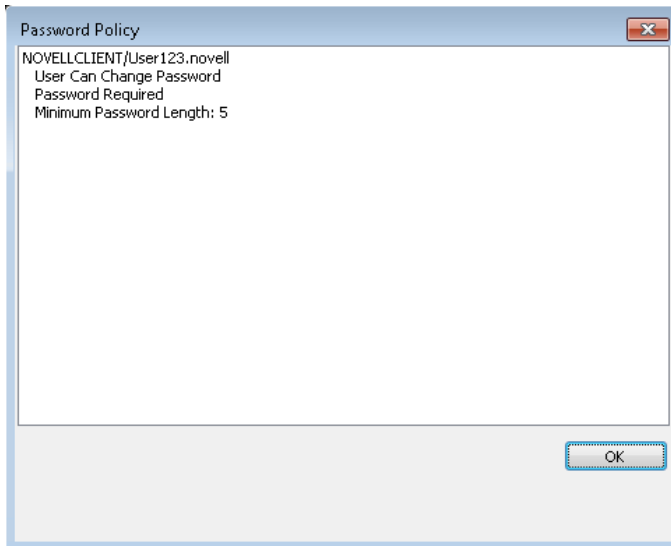 Password Policy
NOVELLCLIENT/User123.novell
User Can Change Password
Password Required
Minimum Password Length: 5
OK